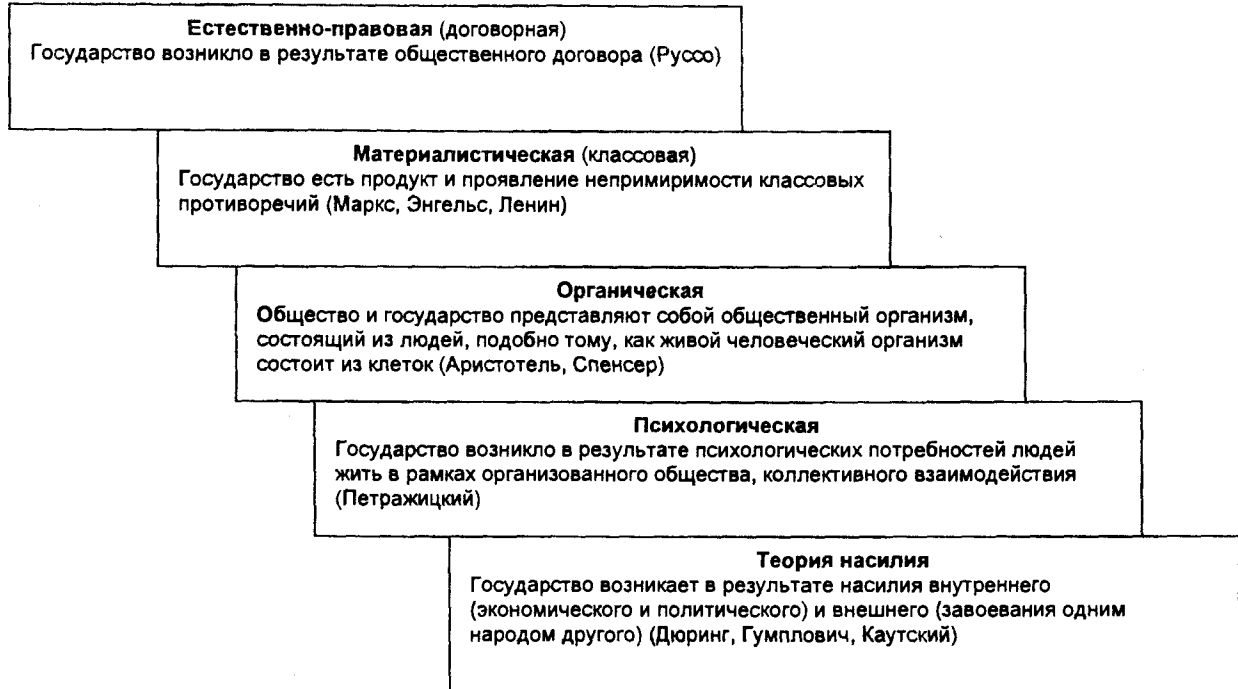 Естественно-правовая (договорная)
Государство возникло в результате общественного договора (Руссо)
Материалистическая (классовая)
Государство есть продукт и проявление непримиримости классовых
противоречий (Маркс, Энгельс, Ленин)
Органическая
Общество и государство представляют собой общественный организм,
состоящий из людей, подобно тому, как живой человеческий организм
состоит из клеток (Аристотель, Спенсер)
Психологическая
Государство возникло в результате психологических потребностей людей
жить в рамках организованного общества, коллективного взаимодействия
(Петражицкий)
Теория насилия
Государство возникает в результате насилия внутреннего
(экономического и политического) и внешнего (завоевания одним
народом другого) (Дюринг, Гумплович, Каутский)